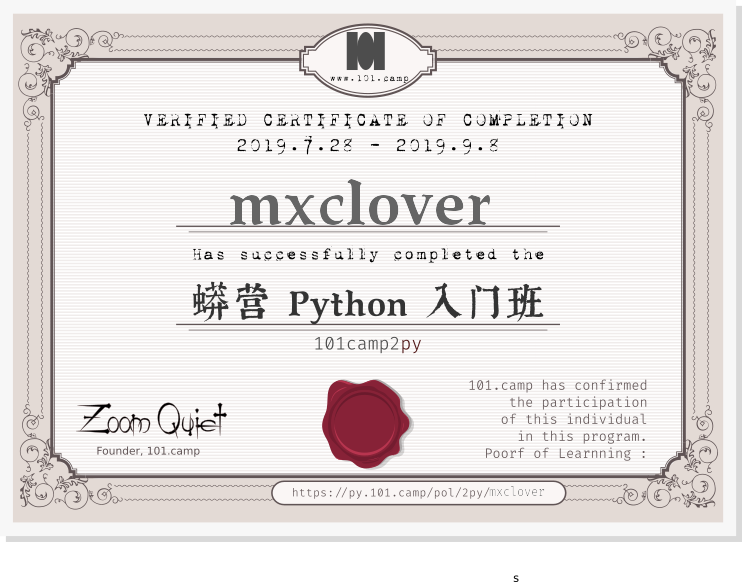 www.101.camp
VERIFIED CERTIFICATE OF COMPLETION
2019.7.28 - 2019.9.8
mxclover
Has successfully completed the
蟒营 Python 入门班
101camp2py
101.camp has confirmed
the participation
of this individual
in this program.
Poorf of Learnning :
Zoom Quiet
Founder, 101.camp
https://py.101.camp/pol/2py/mxclover
s